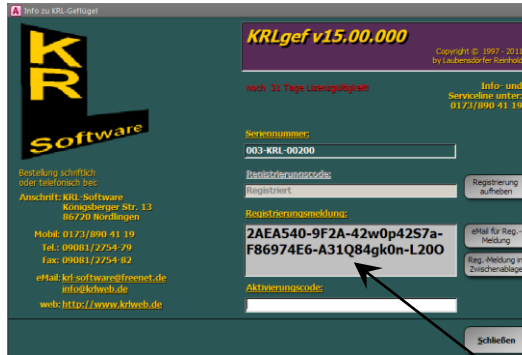 Info zu KRL-Geflügel
KR
Software
Bestellung schriftlich
oder telefonisch bei:
Anschrift: KRL-Software
Königsberger Str. 13
86720 Nördlingen
Mobil: 0173/890 41 19
Tel.: 09081/2754-79
Fax: 09081/2754-82
eMail: krl-software@freenet.de
info@krlweb.de
web: http://www.krlweb.de
KRLgef v15.00.000
Copyright © 1997 - 2011
by Laubensdörfer Reinhold
noch 31 Tage Lizenzgültigkeit!
Info- und
Serviceline unter:
0173/890 41 19
Seriennummer:
003-KRL-00200
Registrierungscode:
Registriert
Registrierung
aufheben
Registrierungsmeldung:
2AEA540-9F2A-42w0p42S7a-
F86974E6-A31Q84gk0n-L20O
eMail für Reg.-
Meldung
Reg.-Meldung in
Zwischenablage
Aktivierungscode:
Schließen